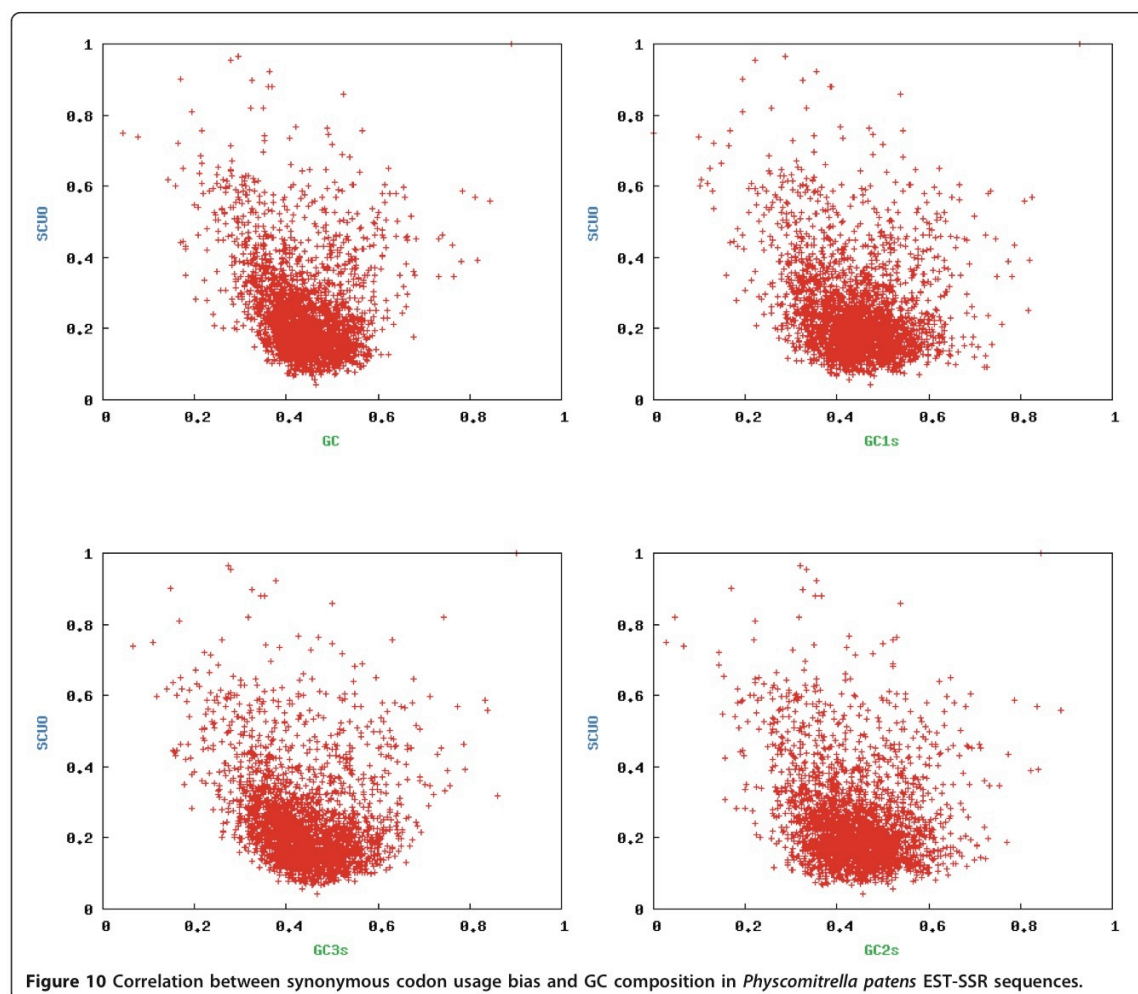 1
0.8
0.6
0.4
0.2
0
SCUO
0 0.2 0.4 0.6 0.8 1
GC
1
0.8
0.6
0.4
0.2
0
SCUO
0 0.2 0.4 0.6 0.8 1
GC1s
1
0.8
0.6
0.4
0.2
0
SCUO
0 0.2 0.4 0.6 0.8 1
GC3s
1
0.8
0.6
0.4
0.2
0
SCUO
0 0.2 0.4 0.6 0.8 1
GC2s
Figure 10 Correlation between synonymous codon usage bias and GC composition in Physcomitrella patens EST-SSR sequences.